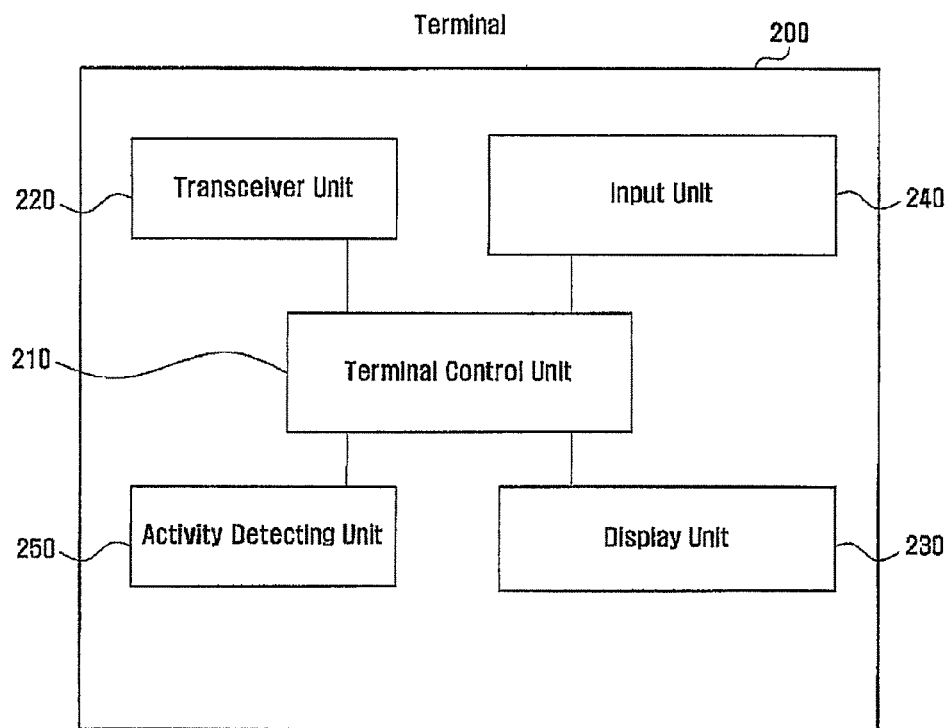 Terminal
200
Transceiver Unit
220
Input Unit
240
210
Terminal Control Unit
Activity Detecting Unit
250
Display Unit
230